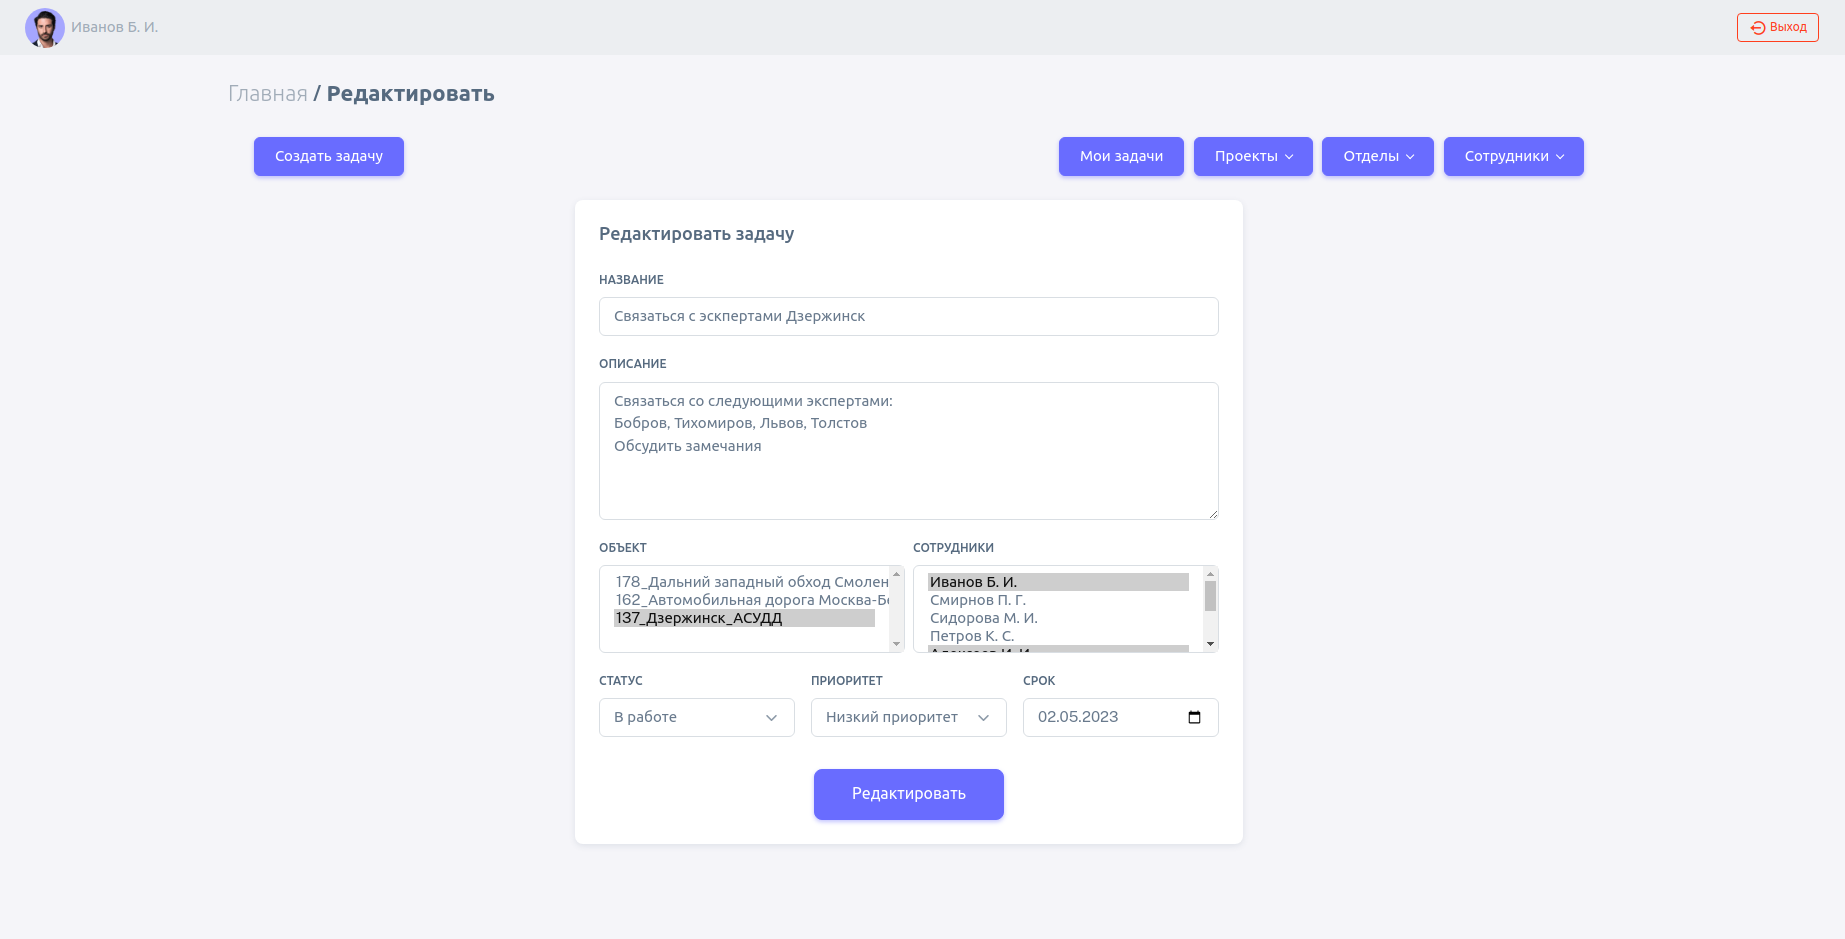 Иванов Б. И.
Выход
Главная / Редактировать
Создать задачу
Мои задачи
Проекты
Отделы
Сотрудники
Редактировать задачу
НАЗВАНИЕ
Связаться с эскпертами Дзержинск
ОПИСАНИЕ
Связаться со следующими экспертами:
Бобров, Тихомиров, Львов, Толстов
Обсудить замечания
ОБЪЕКТ
178_Дальний западный обход Смолен
162_Автомобильная дорога Москва-Бе
137_Дзержинск_АСУДД
СОТРУДНИКИ
Иванов Б. И.
Смирнов П. Г.
Сидорова М. И.
Петров К. С.
СТАТУС
В работе
ПРИОРИТЕТ
Низкий приоритет
СРОК
02.05.2023
Редактировать